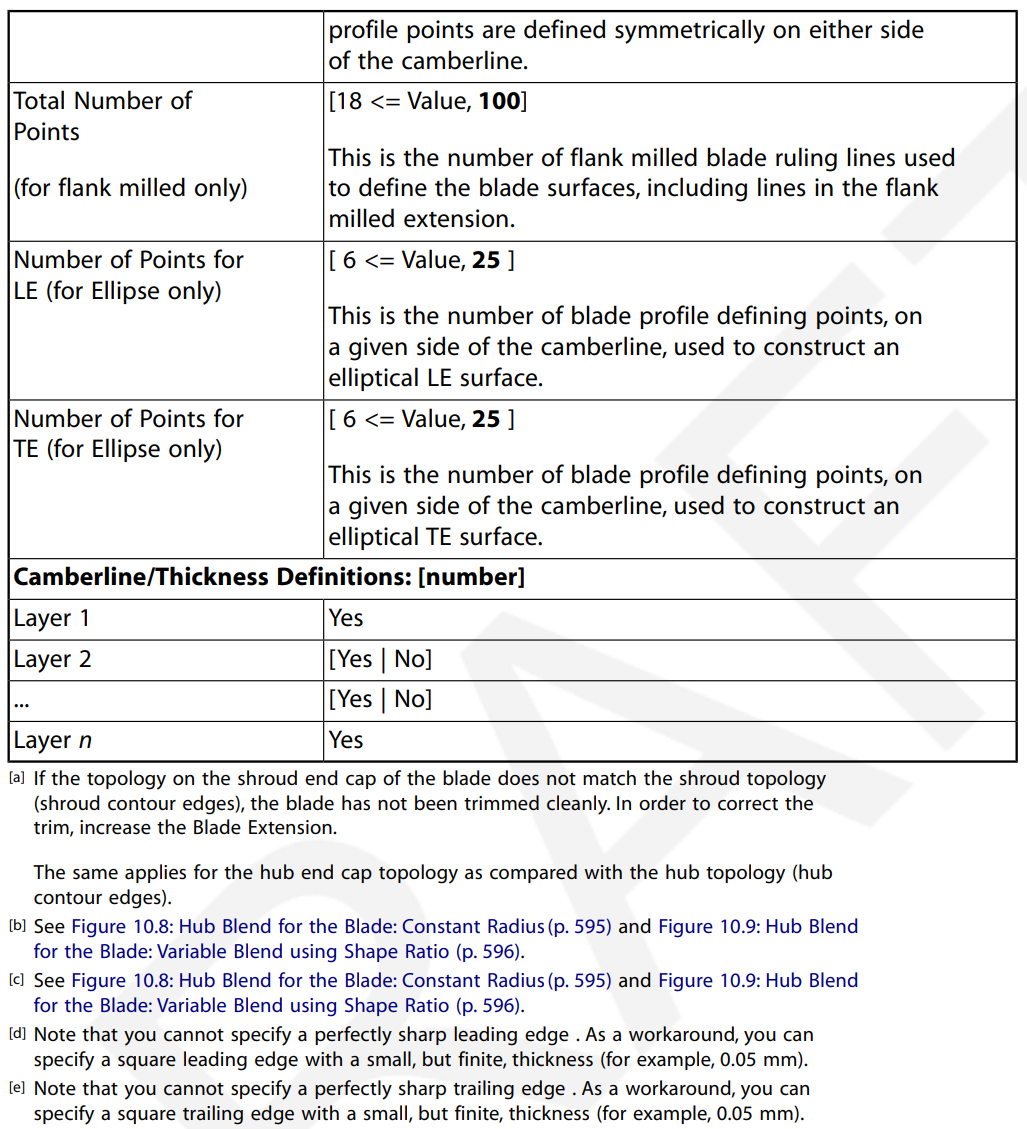 profile points are defined symmetrically on either side
of the camberline.
Total Number of
Points
(for flank milled only)
[18 <= Value, 100]
This is the number of flank milled blade ruling lines used
to define the blade surfaces, including lines in the flank
milled extension.
Number of Points for
LE (for Ellipse only)
[ 6 <= Value, 25 ]
This is the number of blade profile defining points, on
a given side of the camberline, used to construct an
elliptical LE surface.
Number of Points for
TE (for Ellipse only)
[ 6 <= Value, 25 ]
This is the number of blade profile defining points, on
a given side of the camberline, used to construct an
elliptical TE surface.
Camberline/Thickness Definitions: [number]
Layer 1 Yes
Layer 2 [Yes | No]
... [Yes | No]
Layer n Yes
[a] If the topology on the shroud end cap of the blade does not match the shroud topology
(shroud contour edges), the blade has not been trimmed cleanly. In order to correct the
trim, increase the Blade Extension.
The same applies for the hub end cap topology as compared with the hub topology (hub
contour edges).
[b] See Figure 10.8: Hub Blend for the Blade: Constant Radius (p. 595) and Figure 10.9: Hub Blend
for the Blade: Variable Blend using Shape Ratio (p. 596).
[c] See Figure 10.8: Hub Blend for the Blade: Constant Radius (p. 595) and Figure 10.9: Hub Blend
for the Blade: Variable Blend using Shape Ratio (p. 596).
[d] Note that you cannot specify a perfectly sharp leading edge . As a workaround, you can
specify a square leading edge with a small, but finite, thickness (for example, 0.05 mm).
[e] Note that you cannot specify a perfectly sharp trailing edge . As a workaround, you can
specify a square trailing edge with a small, but finite, thickness (for example, 0.05 mm).